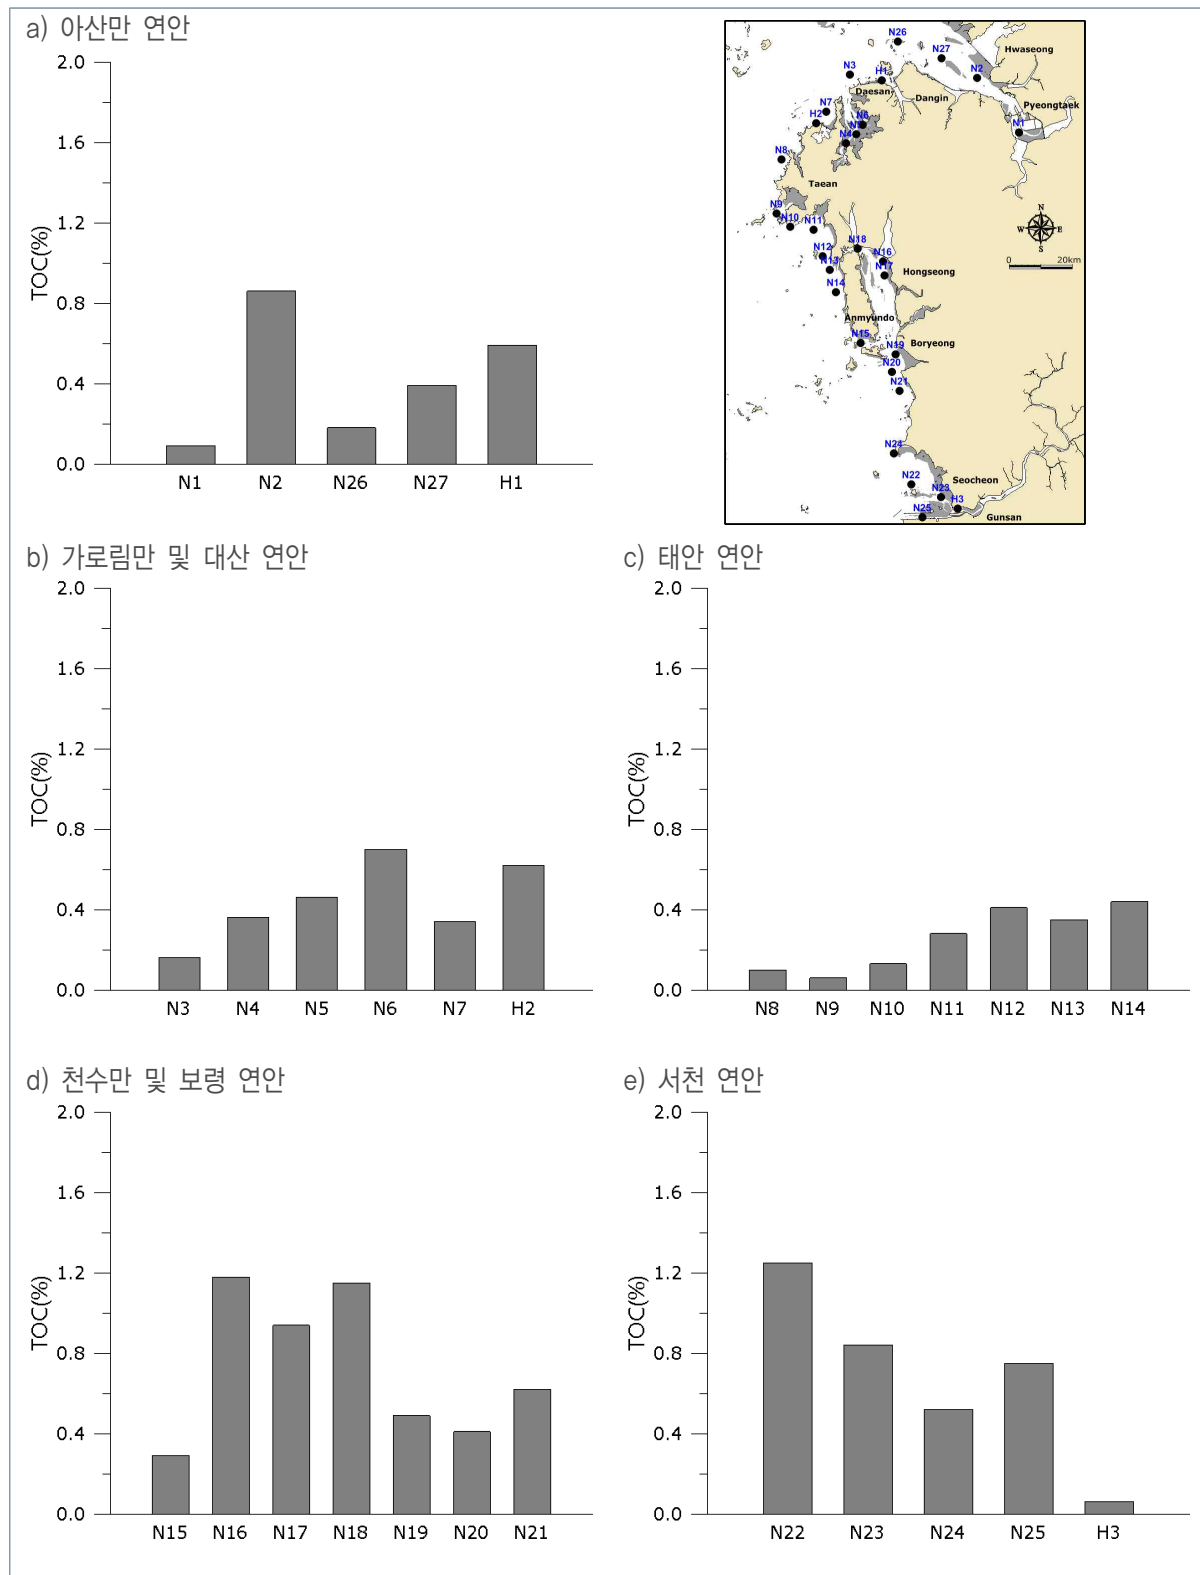 a) 아산만 연안
2.0
1.6
1.2
0.8
0.4
0.0
TOC(%)
N1 N2 N26 N27 H1
N26
N27
Hwaseong
N3
H1
N2
Daesan
Dangin
Pyeongtaek
N7
H2
N6
N5
N4
N1
N8
Taean
N9
N10
N11
N
W E
S
0 20km
N18
N12
N13
N16
N17
Hongseong
N14
Anmyundo
N15
N19
Boryeong
N20
N21
N24
N22
Seocheon
N23
H3
N25
Gunsan
b) 가로림만 및 대산 연안
2.0
1.6
1.2
0.8
0.4
0.0
TOC(%)
N3 N4 N5 N6 N7 H2
c) 태안 연안
2.0
1.6
1.2
0.8
0.4
0.0
TOC(%)
N8 N9 N10 N11 N12 N13 N14
d) 천수만 및 보령 연안
2.0
1.6
1.2
0.8
0.4
0.0
TOC(%)
N15 N16 N17 N18 N19 N20 N21
e) 서천 연안
2.0
1.6
1.2
0.8
0.4
0.0
TOC(%)
N22 N23 N24 N25 H3